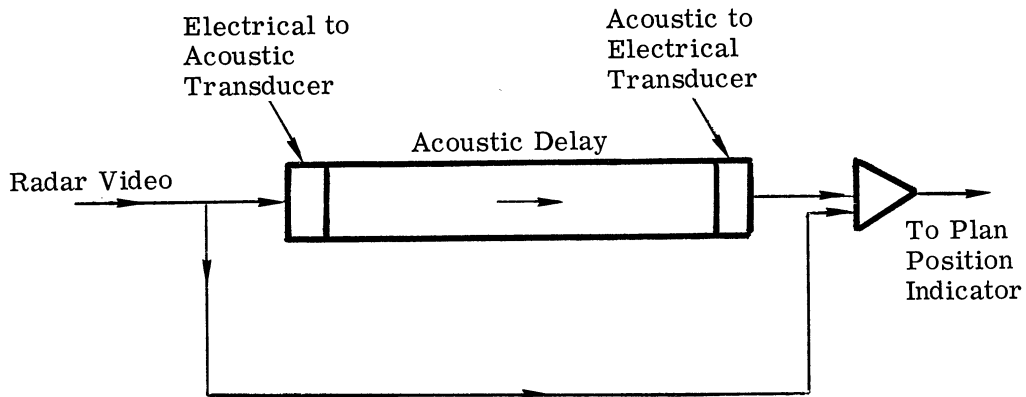 Electrical to
Acoustic
Transducer
Acoustic to
Electrical
Transducer
Acoustic Delay
Radar Video
To Plan
Position
Indicator